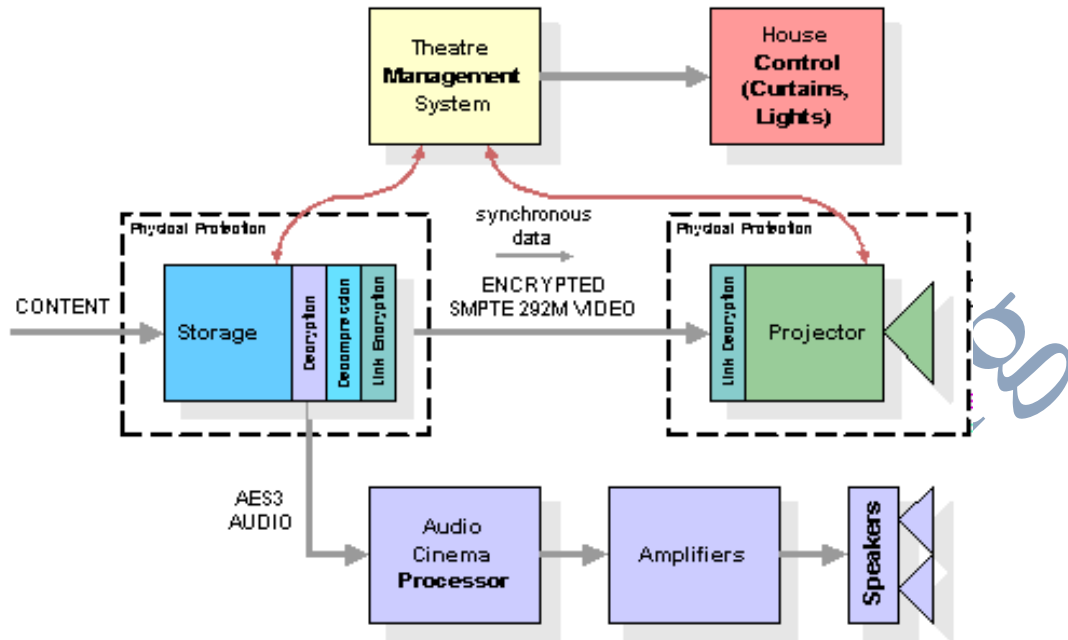 Theatre
Management
System
House
Control
(Curtains,
Lights)
Physical Protection
synchronous
data
Physical Protection
CONTENT
Storage
Decryption
Decompression
Link Encryption
ENCRYPTED
SMPTE 292M VIDEO
Link Decryption
Projector
AES3
AUDIO
Audio
Cinema
Processor
Amplifiers
Speakers